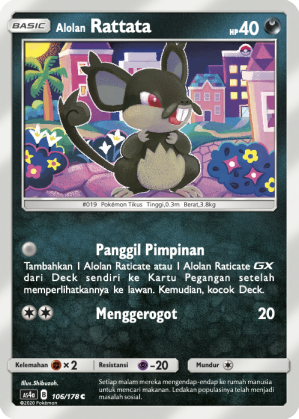 BASIC Alolan Rattata HP40
#019 Pokémon Tikus Tinggi,0.3m Berat,3.8kg
Panggil Pimpinan
Tambahkan 1 Alolan Raticate atau 1 Alolan Raticate GX
dari Deck sendiri ke Kartu Pegangan setelah
memperlihatkannya ke lawan. Kemudian, kocok Deck.
Menggerogot 20
Kelemahan ×2 Resistansi -20 Mundur
Illus.Shibuzoh.
AS4a B 106/178 C
©2020 Pokémon
Setiap malam mereka mengendap-endap ke rumah manusia
untuk mencari makanan. Ledakan populasinya telah menjadi
masalah sosial.